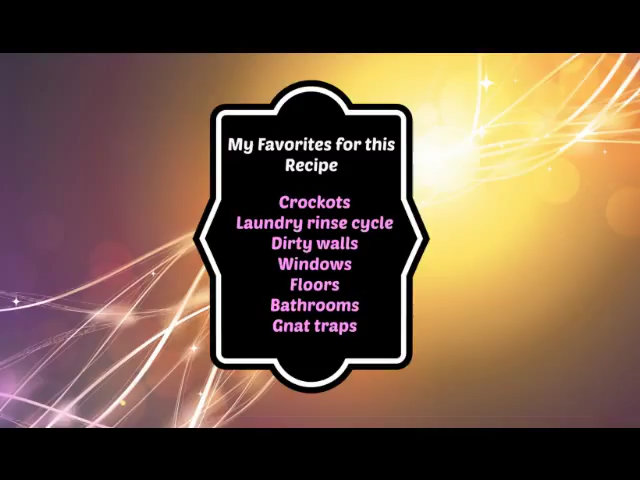 My Favorites for this
Recipe
Crockots
Laundry rinse cycle
Dirty walls
Windows
Floors
Bathrooms
Gnat traps